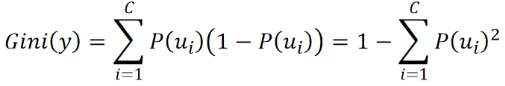 Gini(y) = ∑_{i=1}^{C} P(u_i)(1 − P(u_i)) = 1 − ∑_{i=1}^{C} P(u_i)^2